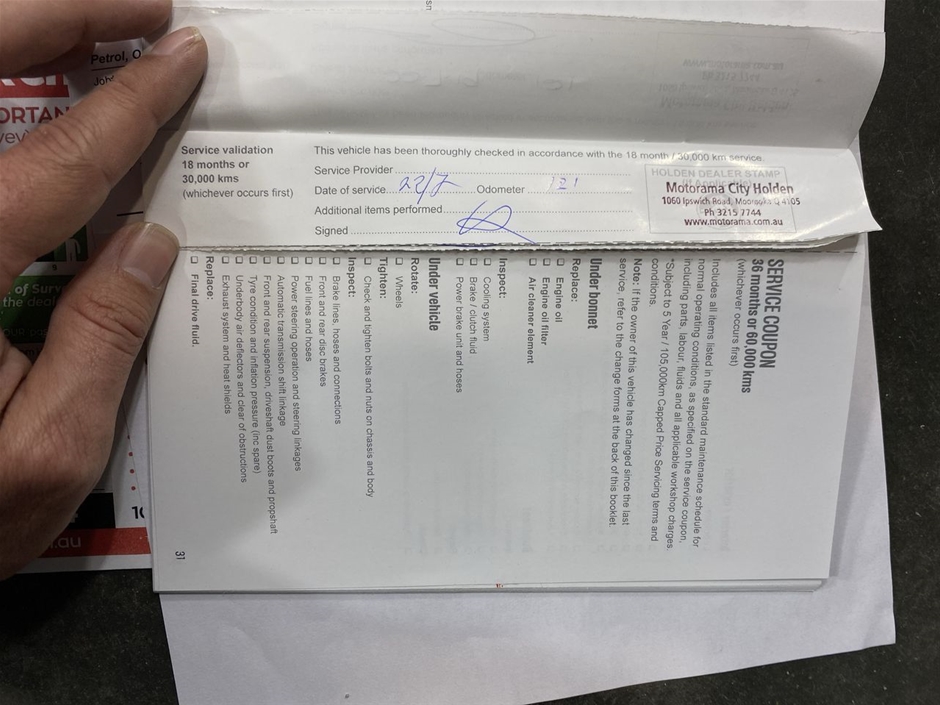 Petrol, O
Service validation
18 months or
30,000 kms
(whichever occurs first)
This vehicle has been thoroughly checked in accordance with the 18 month / 30,000 km service.
Service Provider
Date of service 22/7 Odometer 121
Additional items performed
Signed
HOLDEN DEALER STAMP
Motorama City Holden
1060 Ipswich Road, Moorooka Q 4105
Ph 3215 7744
www.motorama.com.au
SERVICE COUPON
36 months or 60,000 kms
(whichever occurs first)
Includes all items listed in the standard maintenance schedule for
normal operating conditions, as specified on the service coupon,
including parts, labour, fluids and all applicable workshop charges.
*Subject to 5 Year / 105,000km Capped Price Servicing terms and
conditions.
Note: If the owner of this vehicle has changed since the last
service, refer to the change forms at the back of this booklet
Under bonnet
Replace:
Engine oil
Engine oil filter
Air cleaner element
Inspect:
Cooling system
Brake / clutch fluid
Power brake unit and hoses
Under vehicle
Rotate:
Wheels
Tighten:
Check and tighten bolts and nuts on chassis and body
Inspect:
Brake lines, hoses and connections
Front and rear disc brakes
Fuel lines and hoses
Power steering operation and steering linkages
Automatic transmission shift linkage
Front and rear suspension, driveshaft dust boots and propshaft
Tyre condition and inflation pressure (inc spare)
Underbody air deflectors and clear of obstructions
Exhaust system and heat shields
Replace:
Final drive fluid.
31